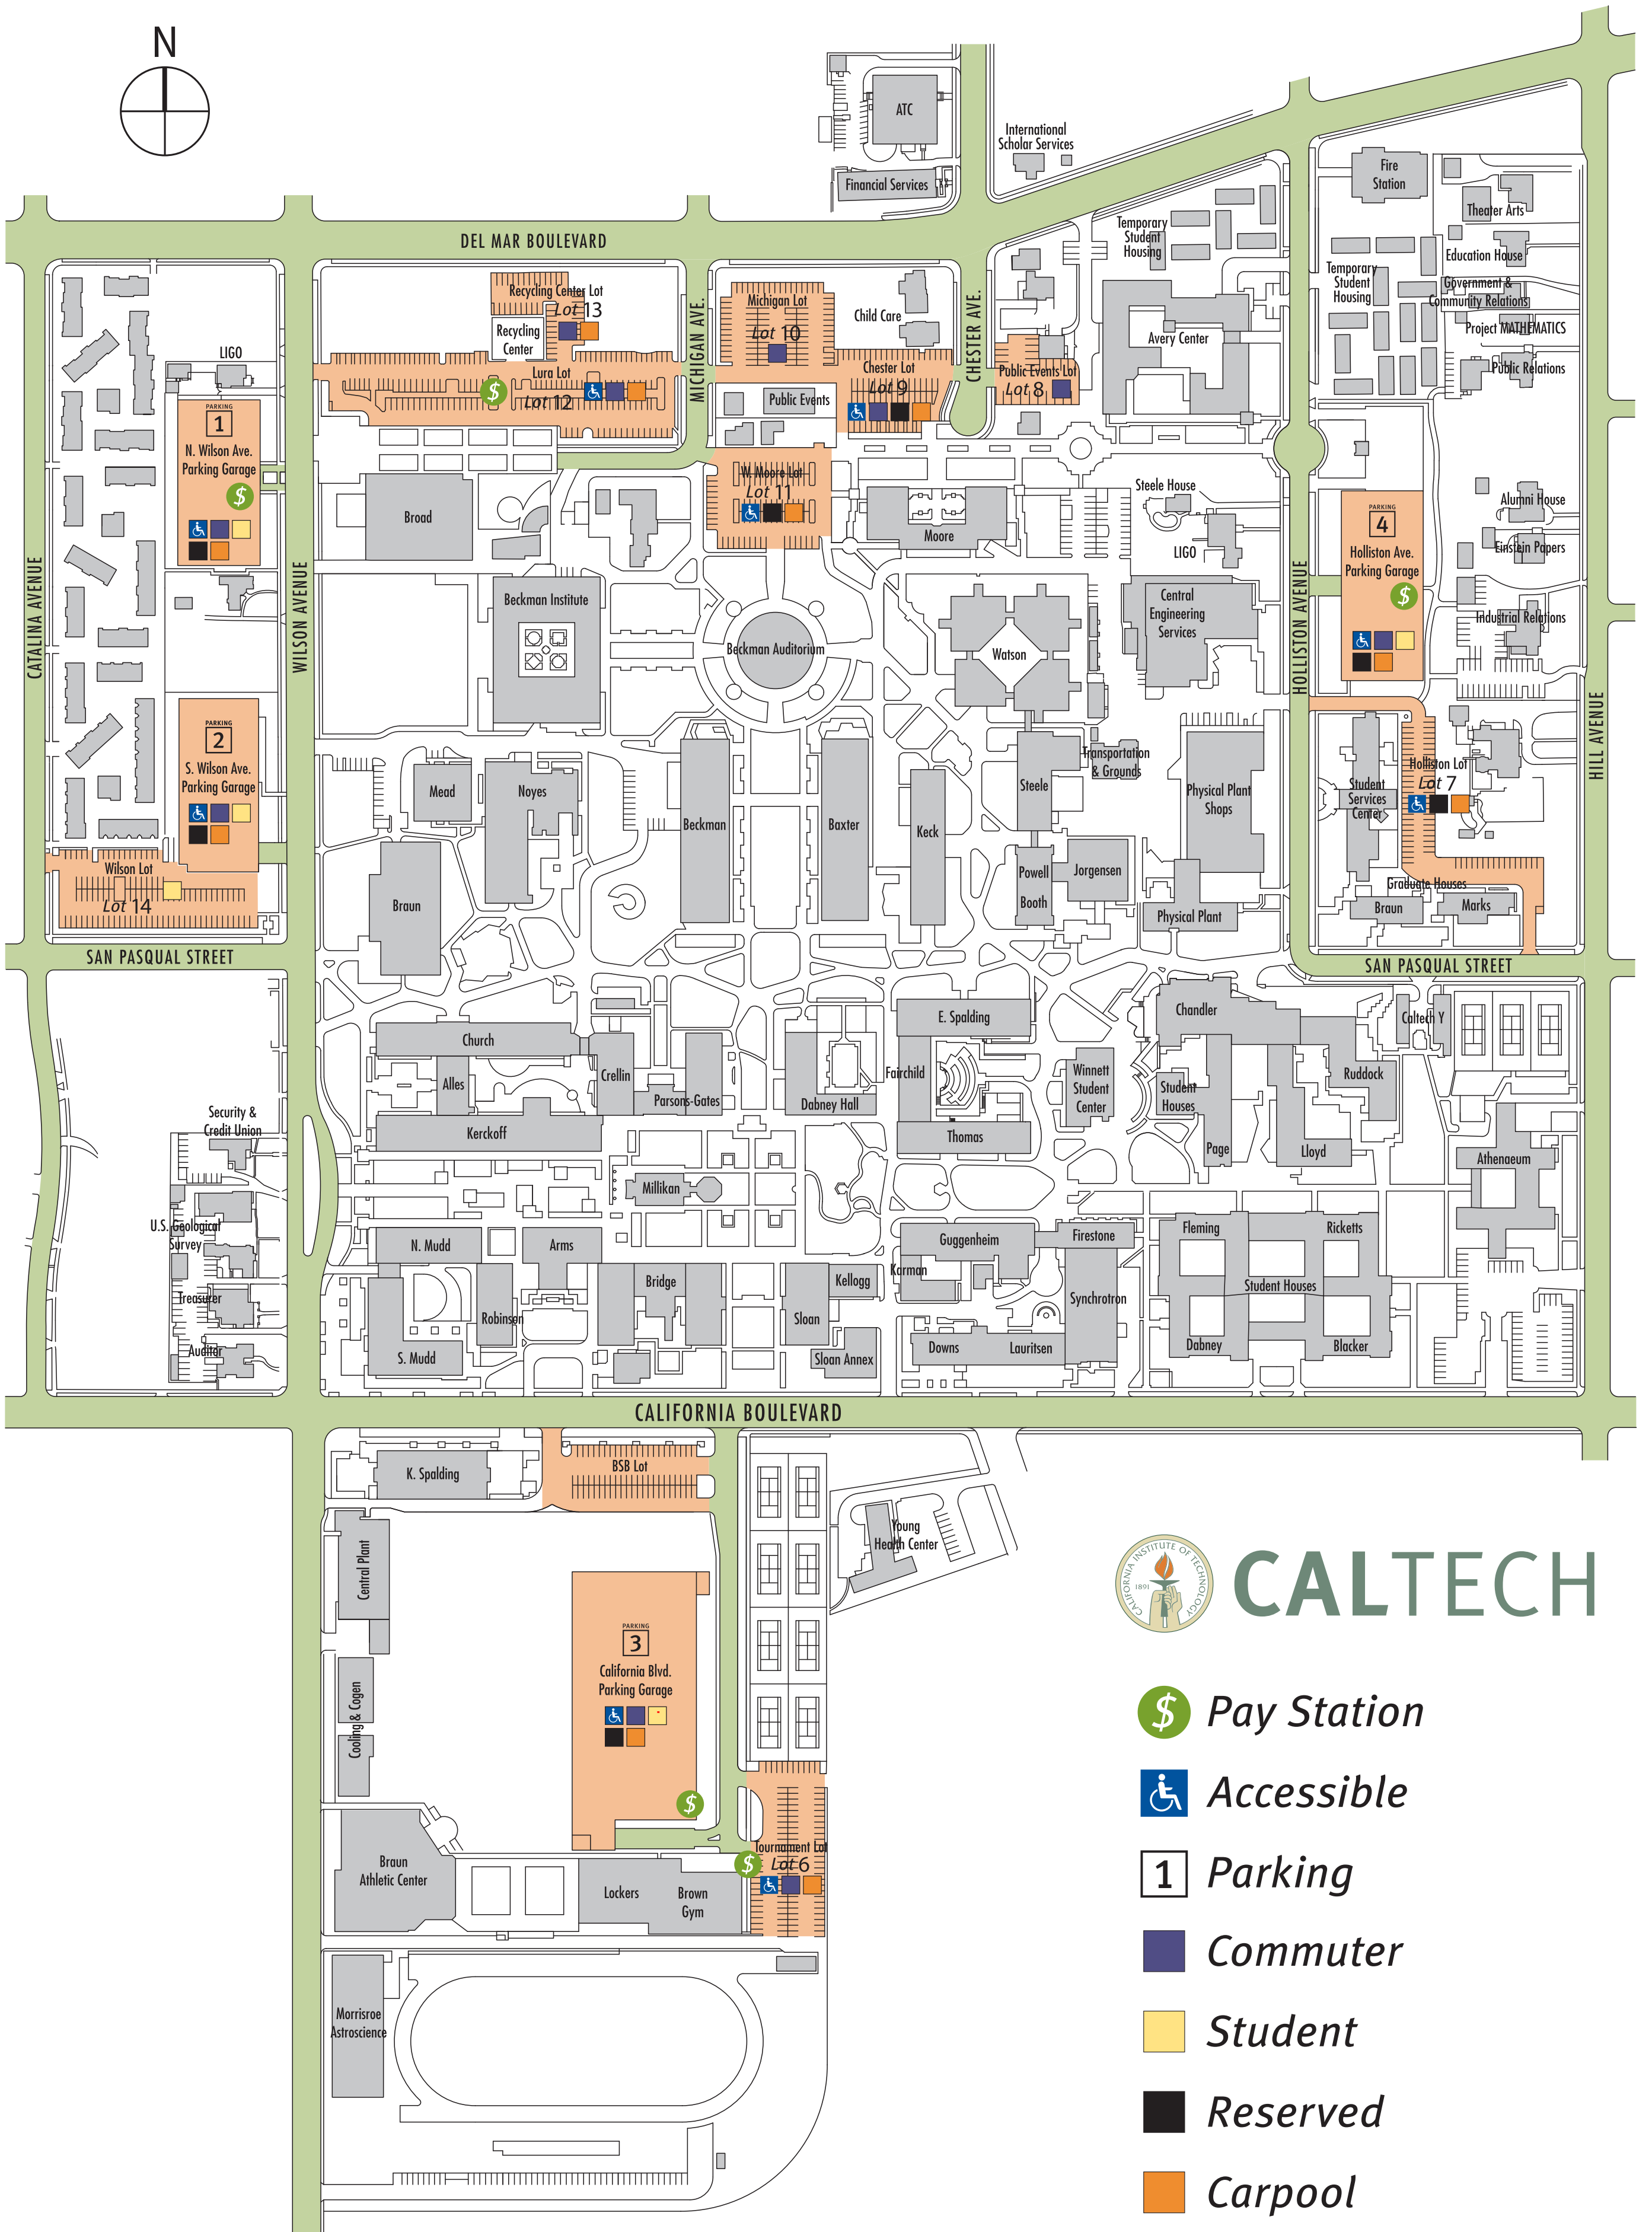 N
ATC
International
Scholar Services
Financial Services
Fire
Station
Theater Arts
Temporary
Student
Housing
DEL MAR BOULEVARD
Education House
Temporary
Student
Housing
Government &
Community Relations
Recycling Center Lot
Lot 13
Michigan Lot
Lot 10
Child Care
Project MATHEMATICS
Recycling
Center
Avery Center
MICHIGAN AVE.
CHESTER AVE.
LIGO
Lura Lot
Lot 12
$
Chester Lot
Lot 9
Public Events Lot
Lot 8
Public Relations
Public Events
PARKING
1
N. Wilson Ave.
Parking Garage
$
W. Moore Lot
Lot 11
Steele House
Alumni House
Broad
Moore
LIGO
PARKING
4
Holliston Ave.
Parking Garage
$
Einstein Papers
CATALINA AVENUE
WILSON AVENUE
HOLLISTON AVENUE
HILL AVENUE
Beckman Institute
Central
Engineering
Services
Industrial Relations
Beckman Auditorium
Watson
PARKING
2
S. Wilson Ave.
Parking Garage
Mead
Noyes
Beckman
Baxter
Keck
Steele
Transportation
& Grounds
Physical Plant
Shops
Student
Services
Center
Holliston Lot
Lot 7
Wilson Lot
Lot 14
Braun
Powell
Booth
Jorgensen
Physical Plant
Graduate Houses
Braun
Marks
SAN PASQUAL STREET
SAN PASQUAL STREET
Church
E. Spalding
Chandler
Caltech Y
Alles
Crellin
Parsons-Gates
Dabney Hall
Fairchild
Winnett
Student
Center
Student
Houses
Ruddock
Security &
Credit Union
Kerckoff
Thomas
Page
Lloyd
Athenaeum
Millikan
U.S. Geological
Survey
N. Mudd
Arms
Guggenheim
Firestone
Fleming
Ricketts
Bridge
Kellogg
Karman
Student Houses
Treasurer
Robinson
Sloan
Synchrotron
Auditor
S. Mudd
Sloan Annex
Downs
Lauritsen
Dabney
Blacker
CALIFORNIA BOULEVARD
K. Spalding
BSB Lot
Young
Health Center
Central Plant
CALIFORNIA INSTITUTE OF TECHNOLOGY
1891
CALTECH
PARKING
3
California Blvd.
Parking Garage
$
Cooling & Cogen
$ Pay Station
Accessible
Tournament Lot
Lot 6
$
Braun
Athletic Center
Lockers
Brown
Gym
1 Parking
Commuter
Morrisroe
Astroscience
Student
Reserved
Carpool